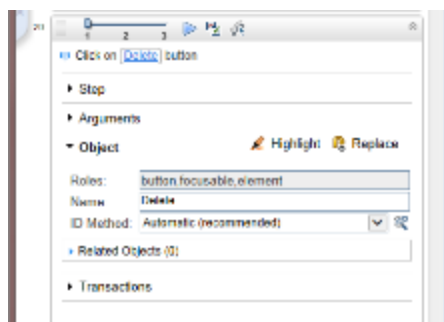 1 2 3
Click on [Delete] button
Step
Arguments
Object Highlight Replace
Roles: button,focusable,element
Name Delete
ID Method: Automatic (recommended)
Related Objects (0)
Transactions